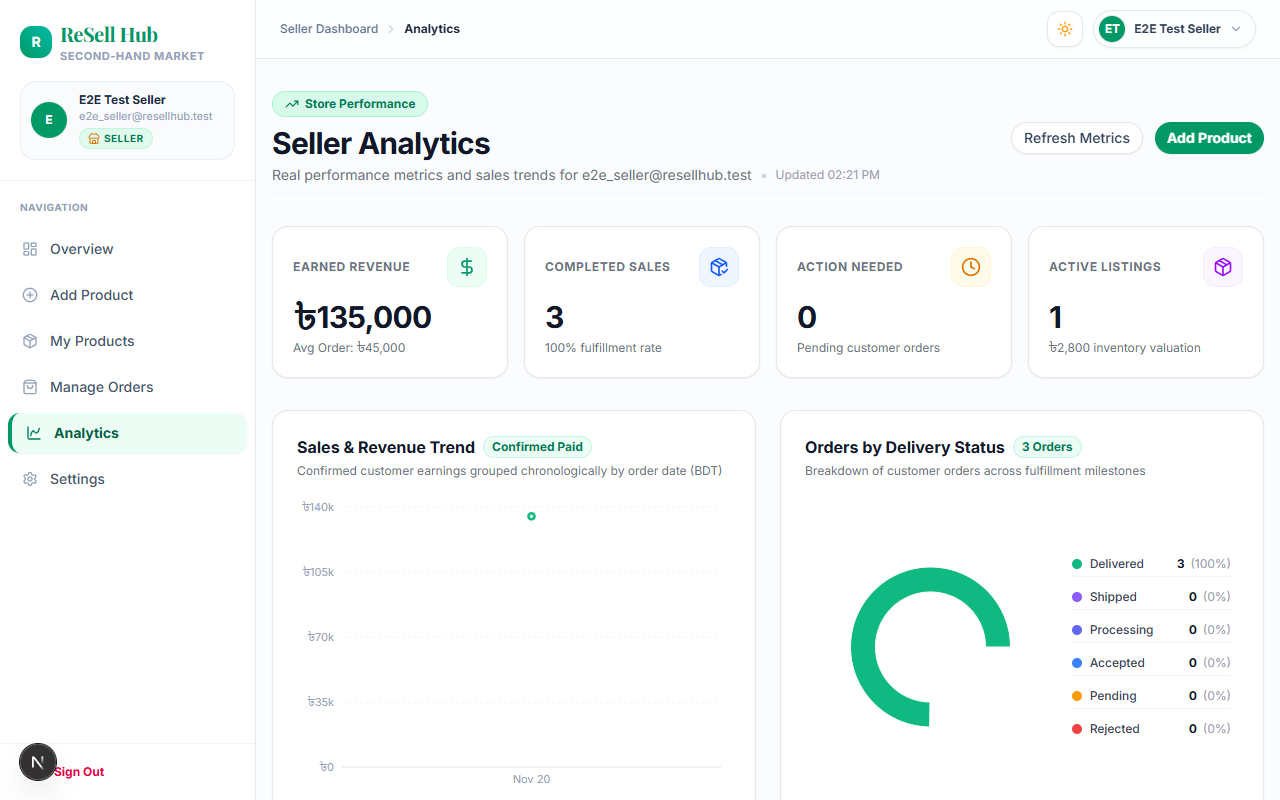 R
ReSell Hub
SECOND-HAND MARKET
E
E2E Test Seller
e2e_seller@resellhub.test
SELLER
NAVIGATION
Overview
Add Product
My Products
Manage Orders
Analytics
Settings
N
Sign Out
Seller Dashboard > Analytics
ET E2E Test Seller
Store Performance
Seller Analytics
Real performance metrics and sales trends for e2e_seller@resellhub.test • Updated 02:21 PM
Refresh Metrics
Add Product
EARNED REVENUE
৳135,000
Avg Order: ৳45,000
COMPLETED SALES
3
100% fulfillment rate
ACTION NEEDED
0
Pending customer orders
ACTIVE LISTINGS
1
৳2,800 inventory valuation
Sales & Revenue Trend Confirmed Paid
Confirmed customer earnings grouped chronologically by order date (BDT)
৳140k
৳105k
৳70k
৳35k
৳0
Nov 20
Orders by Delivery Status 3 Orders
Breakdown of customer orders across fulfillment milestones
Delivered 3 (100%)
Shipped 0 (0%)
Processing 0 (0%)
Accepted 0 (0%)
Pending 0 (0%)
Rejected 0 (0%)